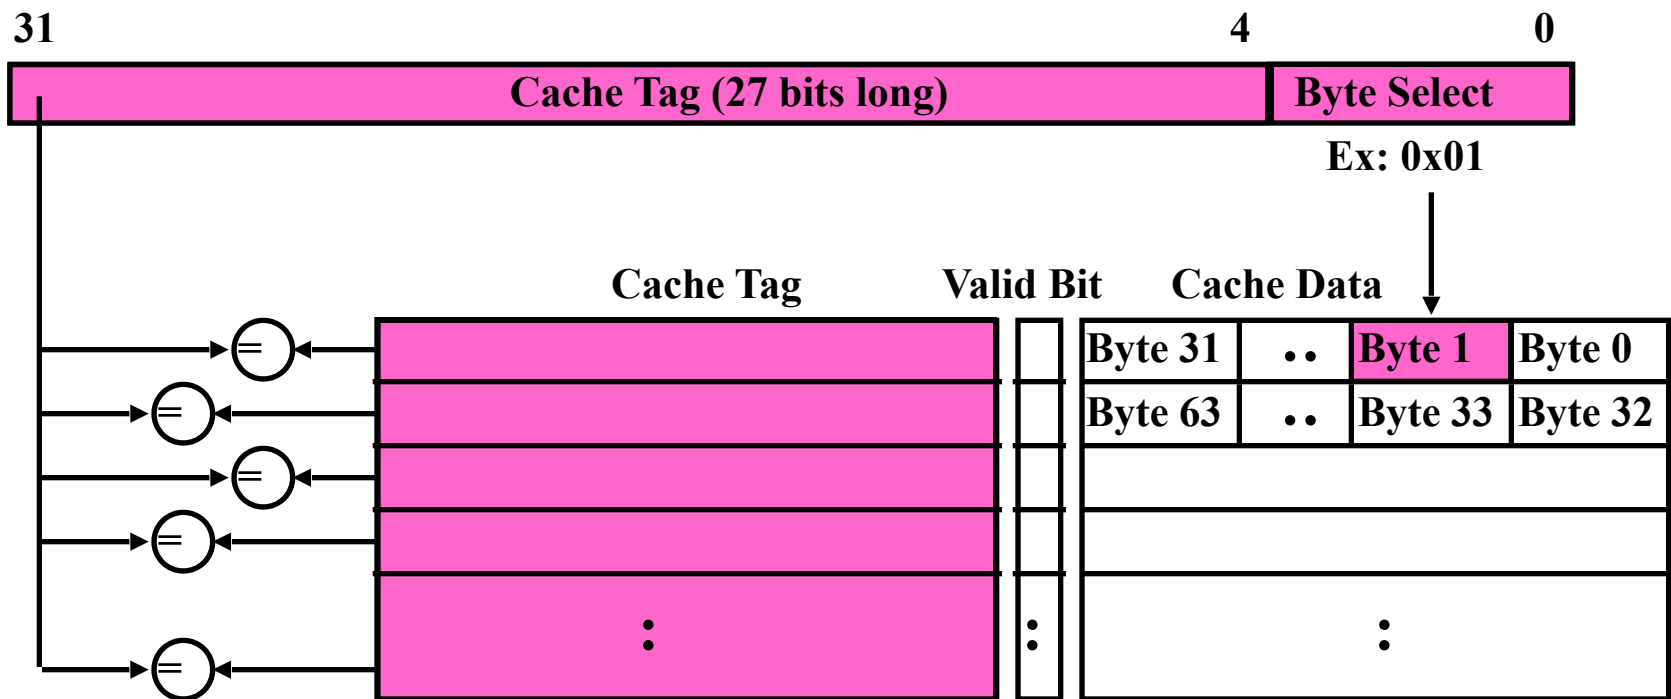 31 4 0
Cache Tag (27 bits long) Byte Select
Ex: 0x01
Cache Tag Valid Bit Cache Data
= Byte 31 .. Byte 1 Byte 0
= Byte 63 .. Byte 33 Byte 32
=
=
: : :
=